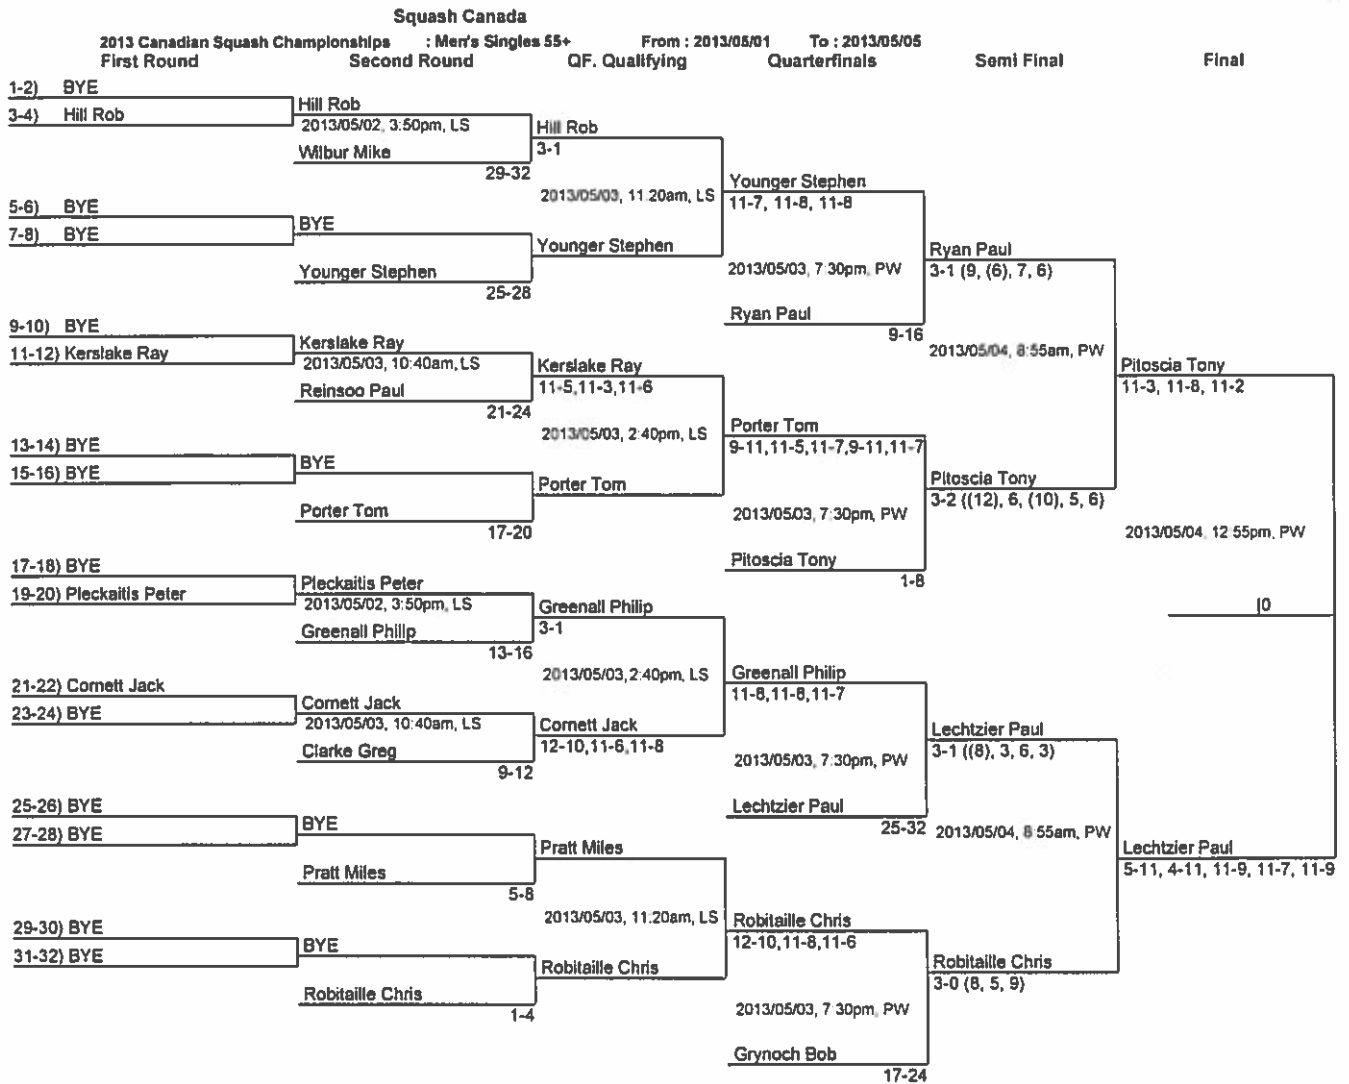 Squash Canada
2013 Canadian Squash Championships : Men's Singles 55+ From : 2013/05/01 To : 2013/05/05
First Round Second Round QF. Qualifying Quarterfinals Semi Final Final
1-2) BYE
3-4) Hill Rob
5-6) BYE
7-8) BYE
9-10) BYE
11-12) Kerslake Ray
13-14) BYE
15-16) BYE
17-18) BYE
19-20) Pleckaitis Peter
21-22) Cornett Jack
23-24) BYE
25-26) BYE
27-28) BYE
29-30) BYE
31-32) BYE
Hill Rob
2013/05/02, 3:50pm, LS
Wilbur Mike
29-32
BYE
Younger Stephen
25-28
Kerslake Ray
2013/05/03, 10:40am, LS
Reinsoo Paul
21-24
BYE
Porter Tom
17-20
Pleckaitis Peter
2013/05/02, 3:50pm, LS
Greenall Philip
13-16
Cornett Jack
2013/05/03, 10:40am, LS
Clarke Greg
9-12
BYE
Pratt Miles
5-8
BYE
Robitaille Chris
1-4
Hill Rob
3-1
2013/05/03, 11:20am, LS
Younger Stephen
Kerslake Ray
11-5,11-3,11-6
2013/05/03, 2:40pm, LS
Porter Tom
Greenall Philip
3-1
2013/05/03,2:40pm, LS
Cornett Jack
12-10,11-6,11-8
Pratt Miles
2013/05/03, 11:20am, LS
Robitaille Chris
Younger Stephen
11-7, 11-8, 11-8
2013/05/03, 7:30pm, PW
Ryan Paul
9-16
Porter Tom
9-11,11-5,11-7,9-11,11-7
2013/05/03, 7:30pm, PW
Pitoscia Tony
1-8
Greenall Philip
11-8,11-8,11-7
2013/05/03, 7:30pm, PW
Lechtzier Paul
25-32
Robitaille Chris
12-10,11-8,11-6
2013/05/03, 7:30pm, PW
Grynoch Bob
17-24
Ryan Paul
3-1 (9, (6), 7, 6)
2013/05/04, 8:55am, PW
Pitoscia Tony
3-2 ((12), 6, (10), 5, 6)
Lechtzier Paul
3-1 ((8), 3, 6, 3)
2013/05/04, 8:55am, PW
Robitaille Chris
3-0 (8, 5, 9)
Pitoscia Tony
11-3, 11-8, 11-2
2013/05/04, 12:55pm, PW
Lechtzier Paul
5-11, 4-11, 11-9, 11-7, 11-9
|0